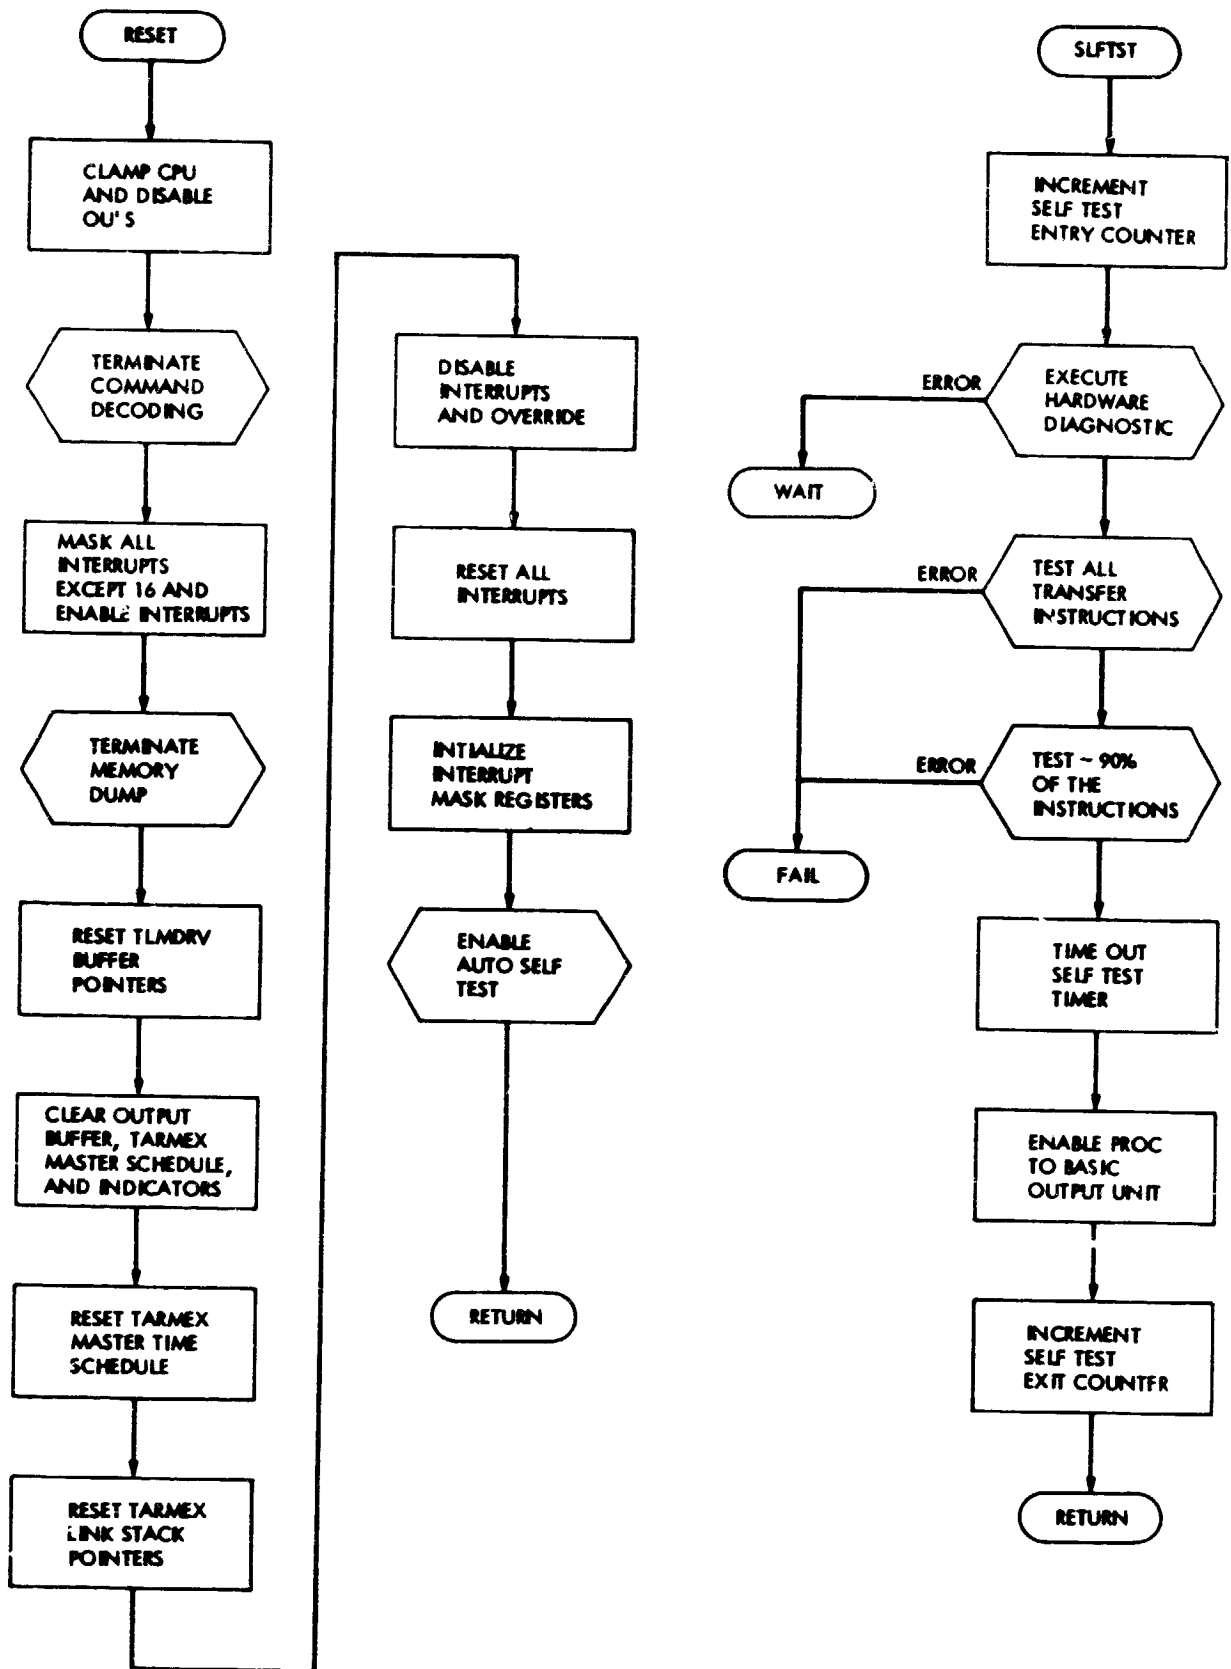 RESET
CLAMP CPU
AND DISABLE
OU'S
TERMINATE
COMMAND
DECODING
MASK ALL
INTERRUPTS
EXCEPT 16 AND
ENABLE INTERRUPTS
TERMINATE
MEMORY
DUMP
RESET TLMDRV
BUFFER
POINTERS
CLEAR OUTPUT
BUFFER, TARMEX
MASTER SCHEDULE,
AND INDICATORS
RESET TARMEX
MASTER TIME
SCHEDULE
RESET TARMEX
LINK STACK
POINTERS
DISABLE
INTERRUPTS
AND OVERRIDE
RESET ALL
INTERRUPTS
INTIALIZE
INTERRUPT
MASK REGISTERS
ENABLE
AUTO SELF
TEST
RETURN
SLFTST
INCREMENT
SELF TEST
ENTRY COUNTER
EXECUTE
HARDWARE
DIAGNOSTIC
ERROR
WAIT
TEST ALL
TRANSFER
INSTRUCTIONS
ERROR
TEST ~ 90%
OF THE
INSTRUCTIONS
ERROR
FAIL
TIME OUT
SELF TEST
TIMER
ENABLE PROC
TO BASIC
OUTPUT UNIT
INCREMENT
SELF TEST
EXIT COUNTER
RETURN